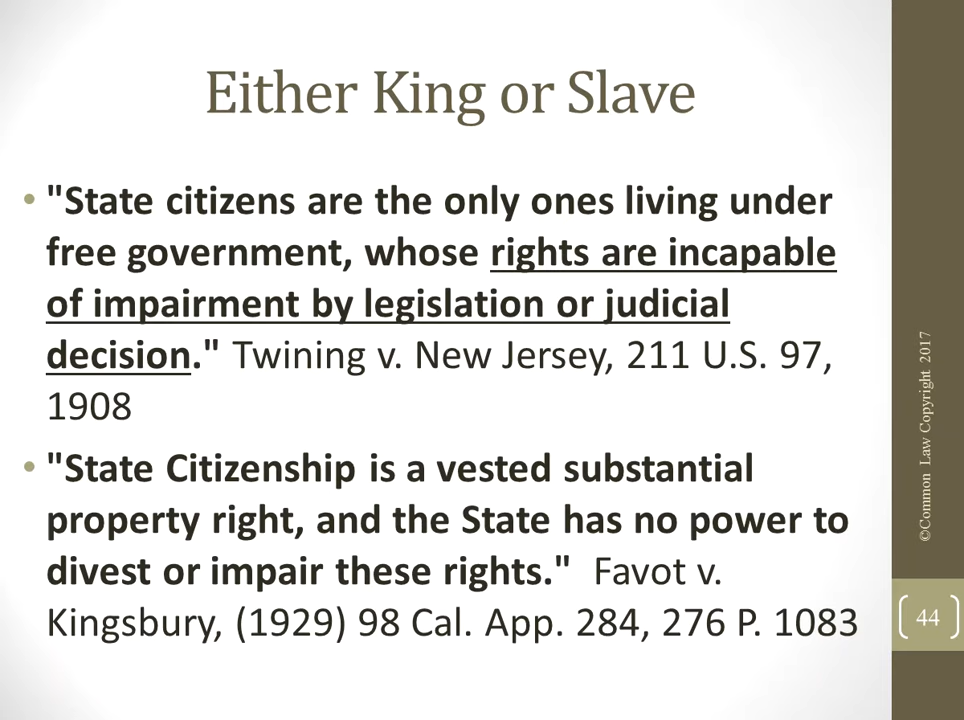 Either King or Slave
• "State citizens are the only ones living under
free government, whose rights are incapable
of impairment by legislation or judicial
decision." Twining v. New Jersey, 211 U.S. 97,
1908
• "State Citizenship is a vested substantial
property right, and the State has no power to
divest or impair these rights." Favot v.
Kingsbury, (1929) 98 Cal. App. 284, 276 P. 1083
©Common Law Copyright 2017
44